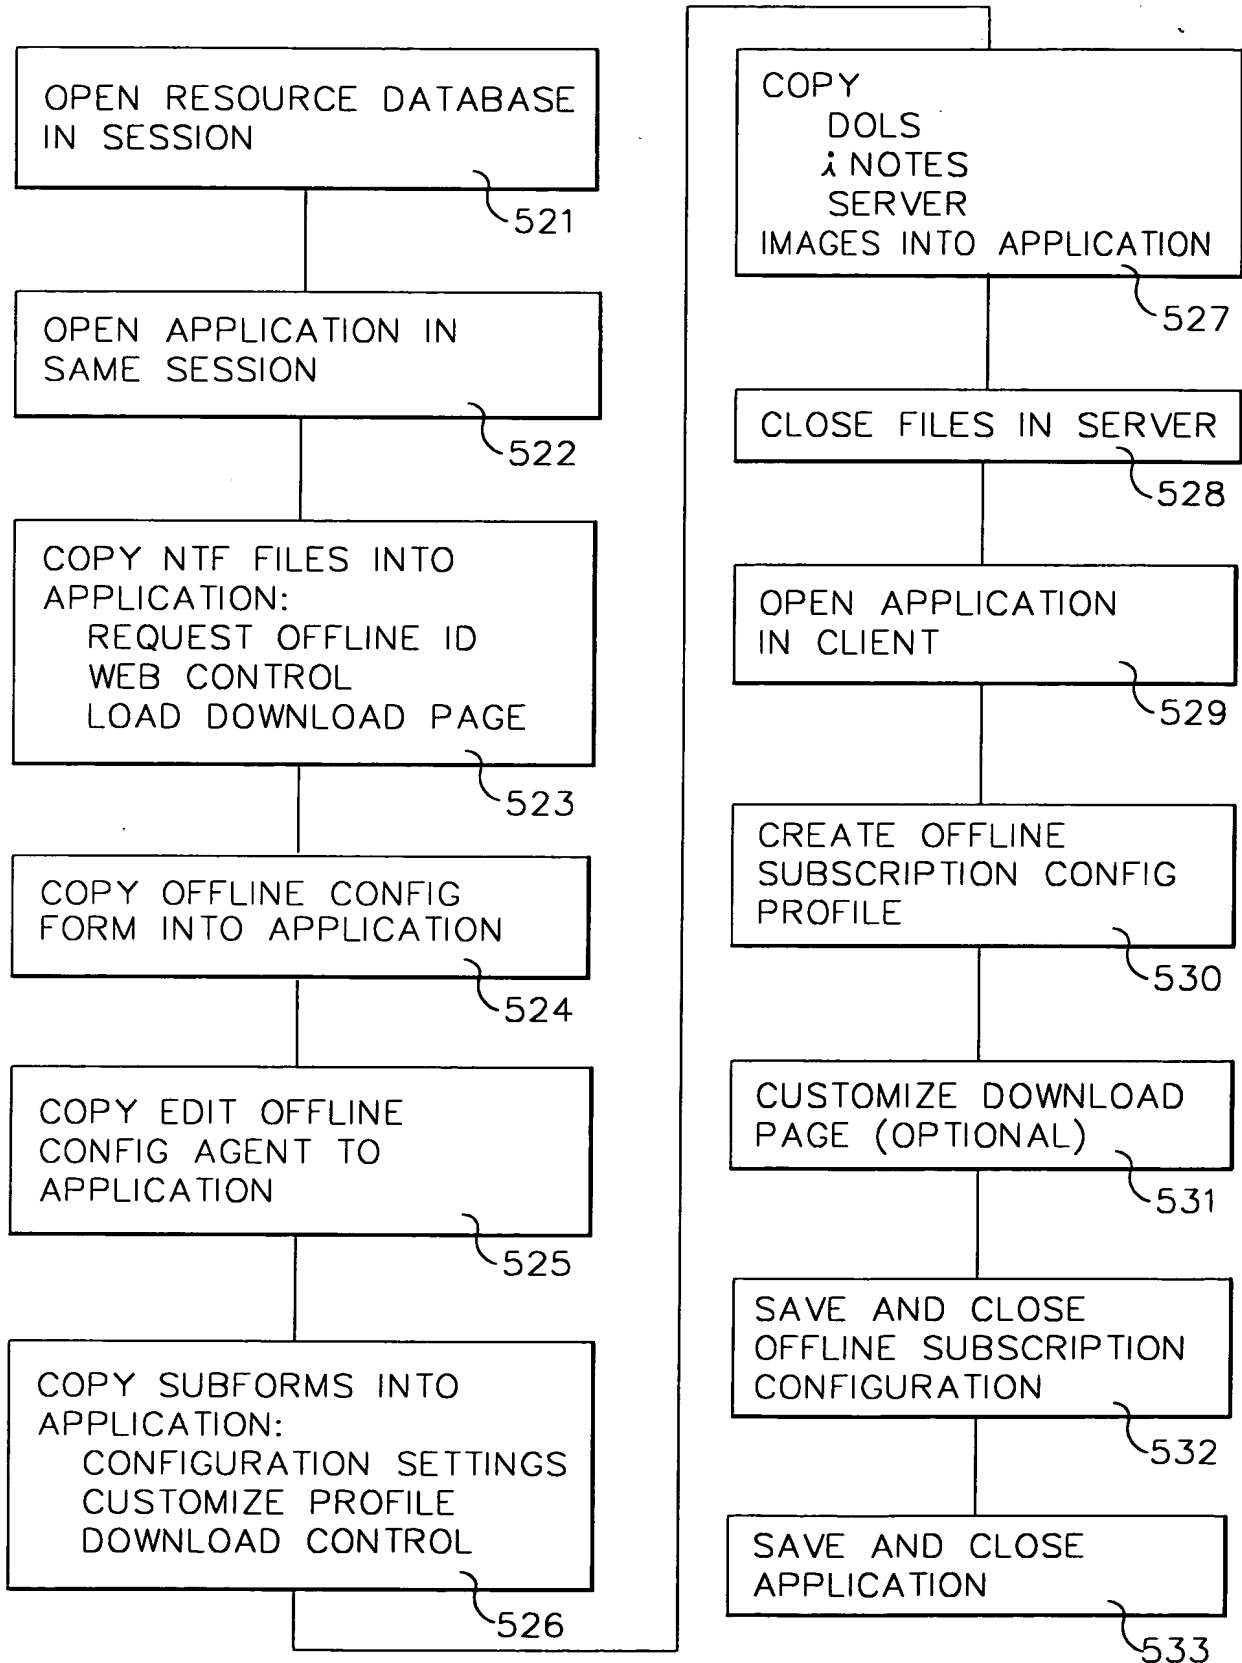 OPEN RESOURCE DATABASE
IN SESSION
521
OPEN APPLICATION IN
SAME SESSION
522
COPY NTF FILES INTO
APPLICATION:
REQUEST OFFLINE ID
WEB CONTROL
LOAD DOWNLOAD PAGE
523
COPY OFFLINE CONFIG
FORM INTO APPLICATION
524
COPY EDIT OFFLINE
CONFIG AGENT TO
APPLICATION
525
COPY SUBFORMS INTO
APPLICATION:
CONFIGURATION SETTINGS
CUSTOMIZE PROFILE
DOWNLOAD CONTROL
526
COPY
DOLS
i NOTES
SERVER
IMAGES INTO APPLICATION
527
CLOSE FILES IN SERVER
528
OPEN APPLICATION
IN CLIENT
529
CREATE OFFLINE
SUBSCRIPTION CONFIG
PROFILE
530
CUSTOMIZE DOWNLOAD
PAGE (OPTIONAL)
531
SAVE AND CLOSE
OFFLINE SUBSCRIPTION
CONFIGURATION
532
SAVE AND CLOSE
APPLICATION
533